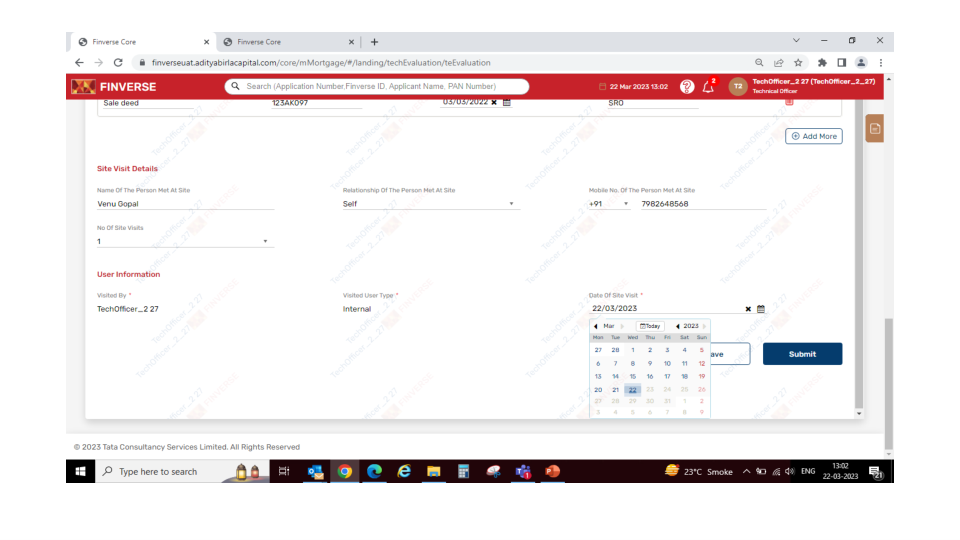 Finverse Core
Finverse Core
finverseuat.adityabirlacapital.com/core/mMortgage/#/landing/techEvaluation/teEvaluation
FINVERSE
Search (Application Number,Finverse ID, Applicant Name, PAN Number)
22 Mar 2023 13:02
2
T2
TechOfficer_2 27 (TechOfficer_2_27)
Technical Officer
Sale deed 123AK097 03/03/2022 SRO
Add More
Site Visit Details
Name Of The Person Met At Site Relationship Of The Person Met At Site Mobile No. Of The Person Met At Site
Venu Gopal Self +91 7982648568
No Of Site Visits
1
User Information
Visited By * Visited User Type * Date Of Site Visit *
TechOfficer_2 27 Internal 22/03/2023
Mar Today 2023
Mon Tue Wed Thu Fri Sat Sun
27 28 1 2 3 4 5
6 7 8 9 10 11 12
13 14 15 16 17 18 19
20 21 22 23 24 25 26
27 28 29 30 31 1 2
3 4 5 6 7 8 9
ave
Submit
© 2023 Tata Consultancy Services Limited. All Rights Reserved
Type here to search
23°C Smoke
ENG
13:02
22-03-2023
21